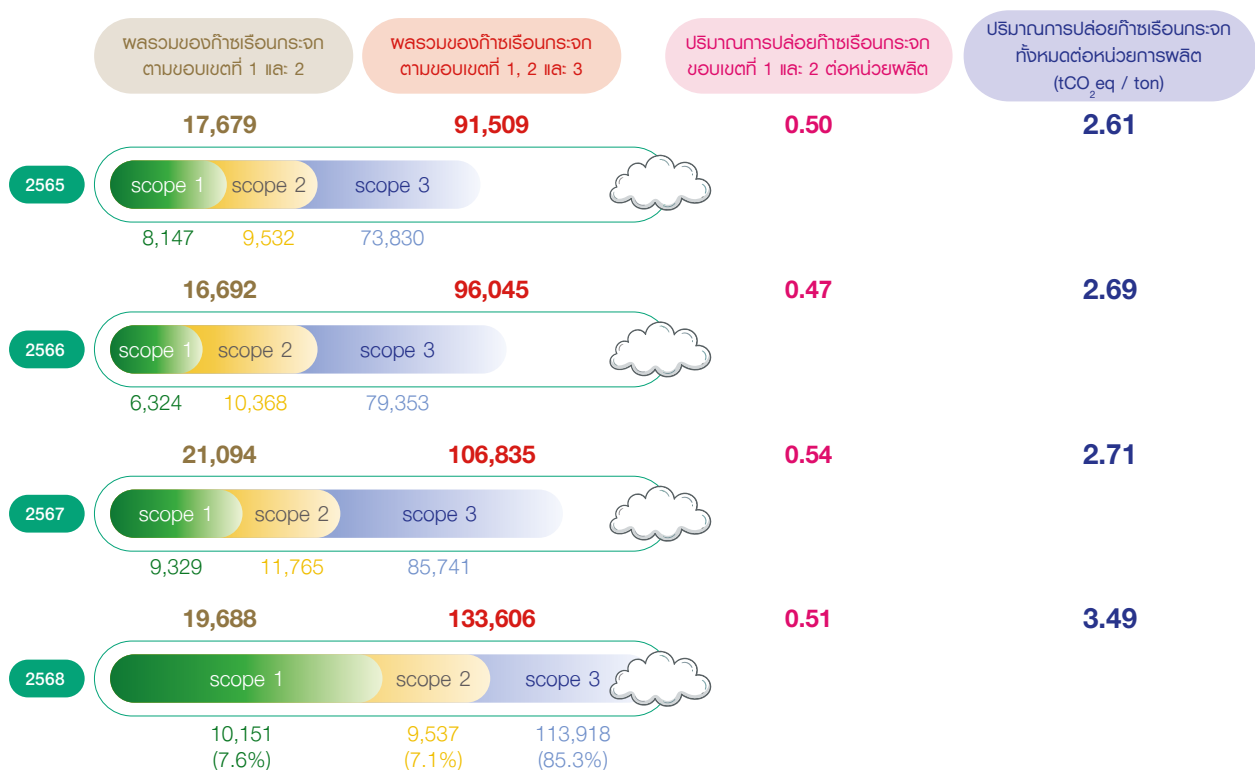 ผลรวมของก๊าซเรือนกระจก
ตามขอบเขตที่ 1 และ 2
ผลรวมของก๊าซเรือนกระจก
ตามขอบเขตที่ 1, 2 และ 3
ปริมาณการปล่อยก๊าซเรือนกระจก
ขอบเขตที่ 1 และ 2 ต่อหน่วยผลิต
ปริมาณการปล่อยก๊าซเรือนกระจก
ทั้งหมดต่อหน่วยการผลิต
(tCO₂eq / ton)
17,679 91,509 0.50 2.61
2565 scope 1 scope 2 scope 3
8,147 9,532 73,830
16,692 96,045 0.47 2.69
2566 scope 1 scope 2 scope 3
6,324 10,368 79,353
21,094 106,835 0.54 2.71
2567 scope 1 scope 2 scope 3
9,329 11,765 85,741
19,688 133,606 0.51 3.49
2568 scope 1 scope 2 scope 3
10,151 9,537 113,918
(7.6%) (7.1%) (85.3%)